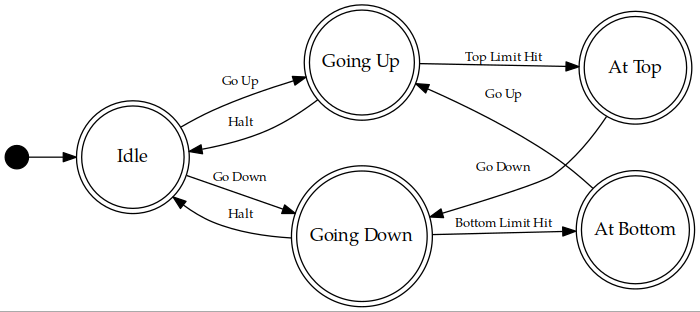 Going Up
Top Limit Hit
At Top
Go Up
Go Up
Halt
Idle
Go Down
Go Down
Halt
Going Down
Bottom Limit Hit
At Bottom